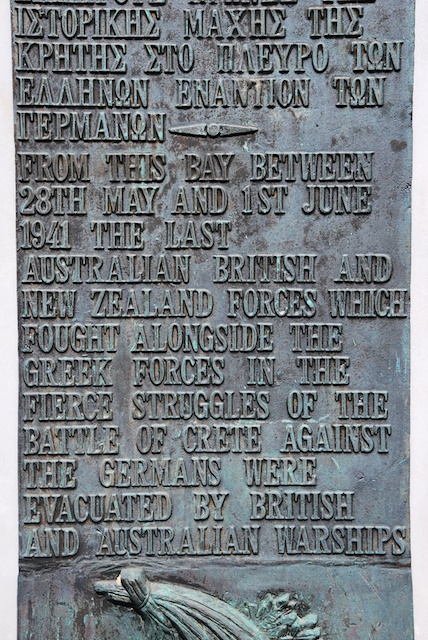 ΙΣΤΟΡΙΚΗΣ ΜΑΧΗΣ ΤΗΣ
ΚΡΗΤΗΣ ΣΤΟ ΠΛΕΥΡΟ ΤΩΝ
ΕΛΛΗΝΩΝ ΕΝΑΝΤΙΟΝ ΤΩΝ
ΓΕΡΜΑΝΩΝ
FROM THIS BAY BETWEEN
28TH MAY AND 1ST JUNE
1941 THE LAST
AUSTRALIAN BRITISH AND
NEW ZEALAND FORCES WHICH
FOUGHT ALONGSIDE THE
GREEK FORCES IN THE
FIERCE STRUGGLES OF THE
BATTLE OF CRETE AGAINST
THE GERMANS WERE
EVACUATED BY BRITISH
AND AUSTRALIAN WARSHIPS